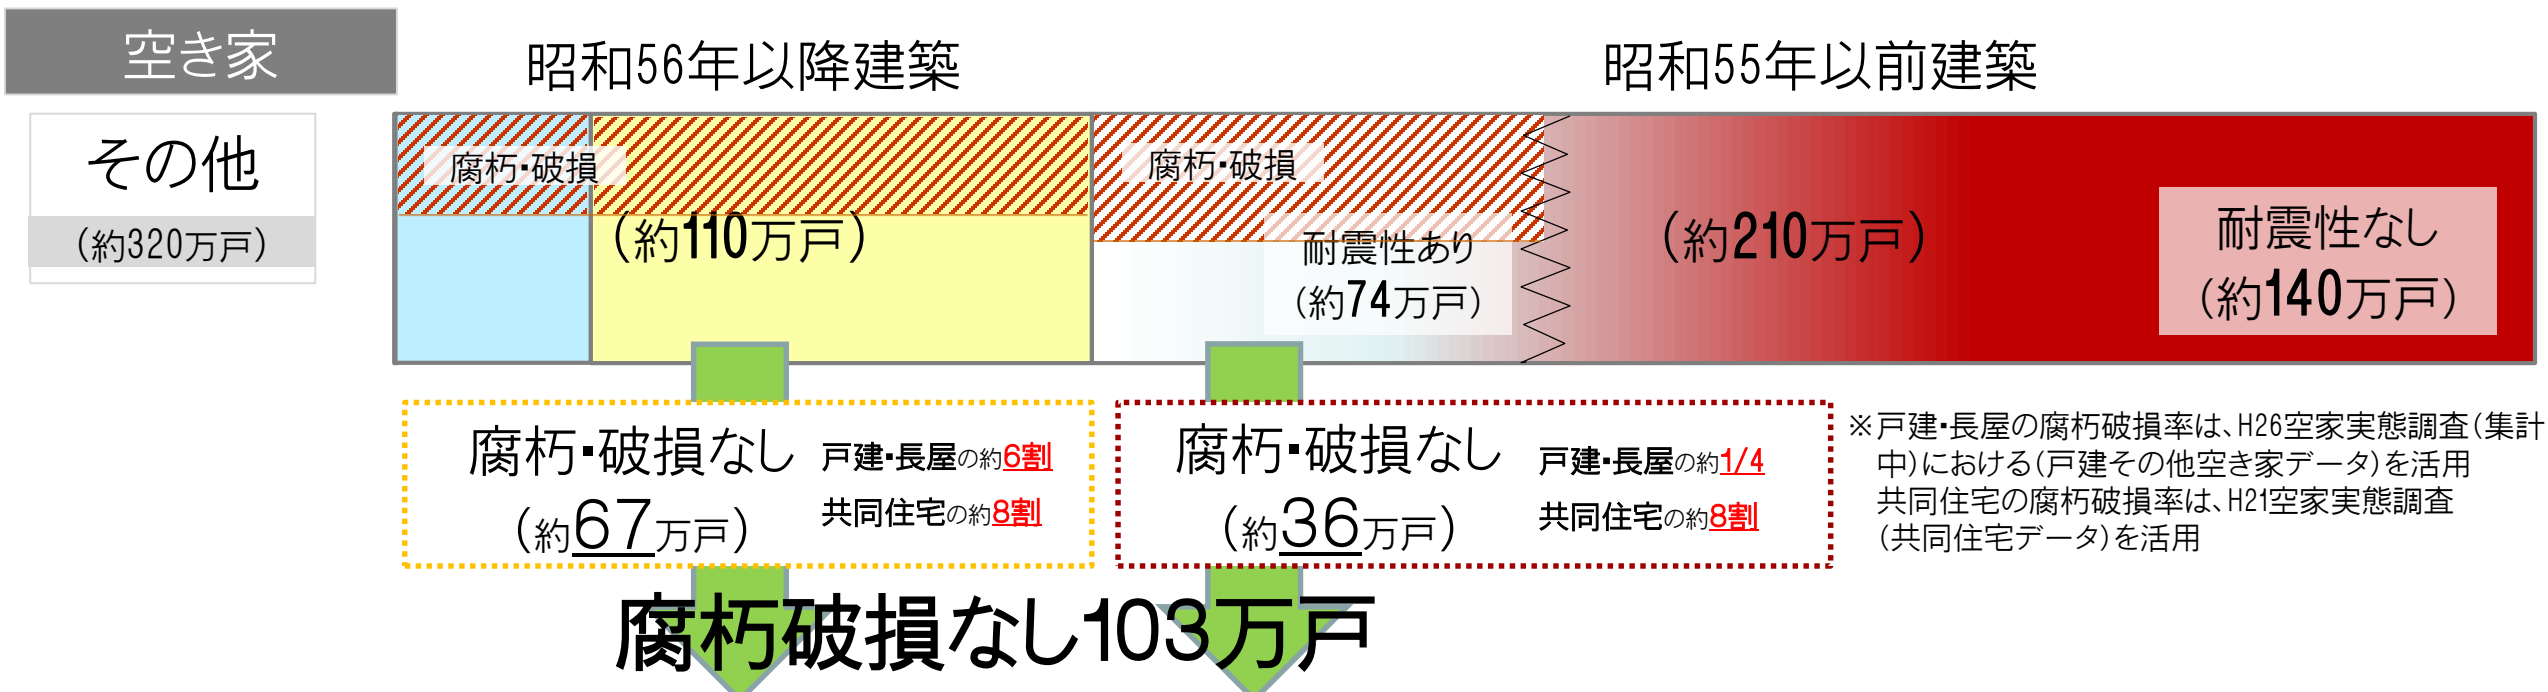 空き家
昭和56年以降建築
昭和55年以前建築
その他
(約320万戸)
腐朽・破損
(約110万戸)
腐朽・破損
耐震性あり
(約74万戸)
(約210万戸)
耐震性なし
(約140万戸)
腐朽・破損なし
(約67万戸)
戸建・長屋の約6割
共同住宅の約8割
腐朽・破損なし
(約36万戸)
戸建・長屋の約1/4
共同住宅の約8割
※戸建・長屋の腐朽破損率は、H26空家実態調査(集計
中)における(戸建その他空き家データ)を活用
共同住宅の腐朽破損率は、H21空家実態調査
(共同住宅データ)を活用
腐朽破損なし103万戸